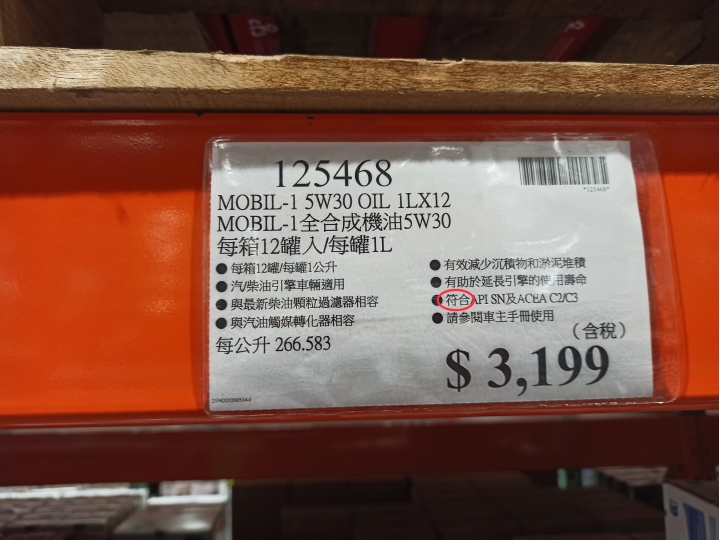 125468
*125468*
MOBIL-1 5W30 OIL 1LX12
MOBIL-1全合成機油5W30
每箱12罐入/每罐1L
●每箱12罐/每罐1公升
●汽/柴油引擎車輛適用
●與最新柴油顆粒過濾器相容
●與汽油觸媒轉化器相容
●有效減少沉積物和淤泥堆積
●有助於延長引擎的使用壽命
●符合API SN及ACEA C2/C3
●請參閱車主手冊使用
每公升 266.583
（含稅）
$ 3,199